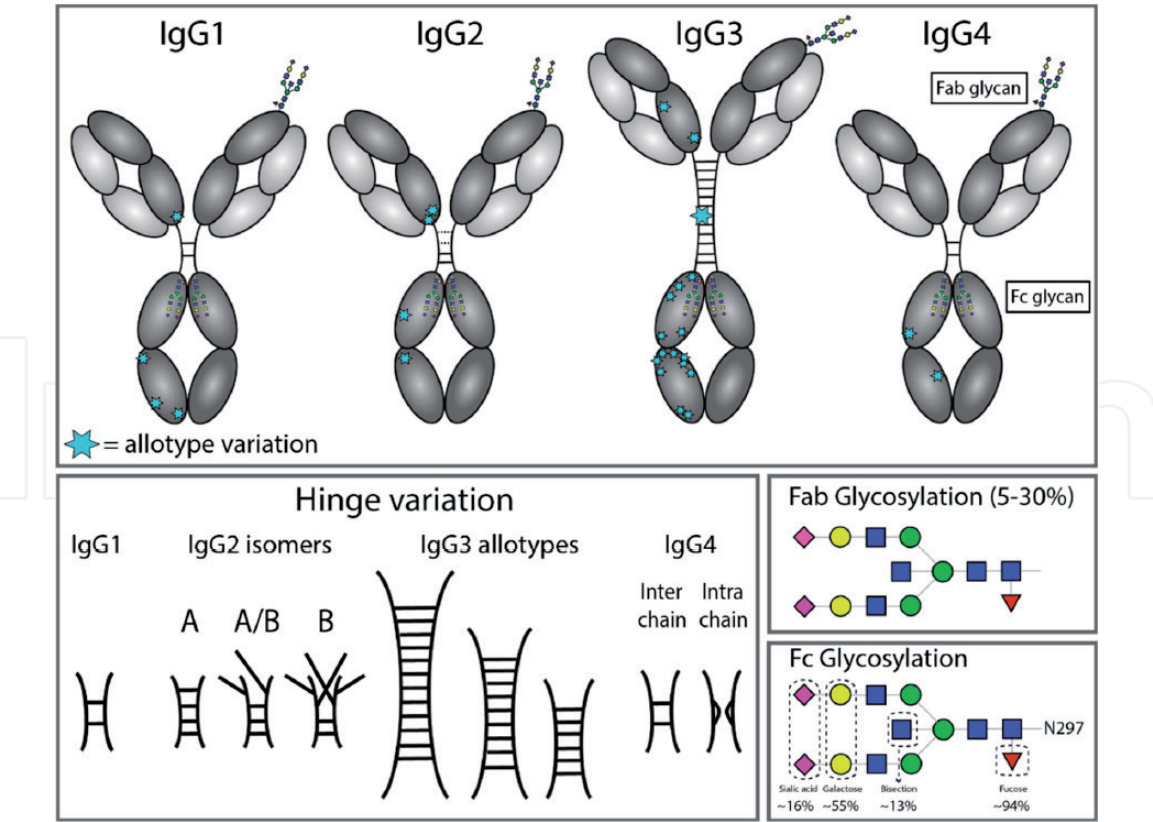 IgG1 IgG2 IgG3 IgG4
Fab glycan
Fc glycan
= allotype variation
Hinge variation
IgG1 IgG2 isomers IgG3 allotypes IgG4
Inter chain
Intra chain
A A/B B
Fab Glycosylation (5-30%)
Fc Glycosylation
N297
Sialic acid Galactose Bisection Fucose
~16% ~55% ~13% ~94%